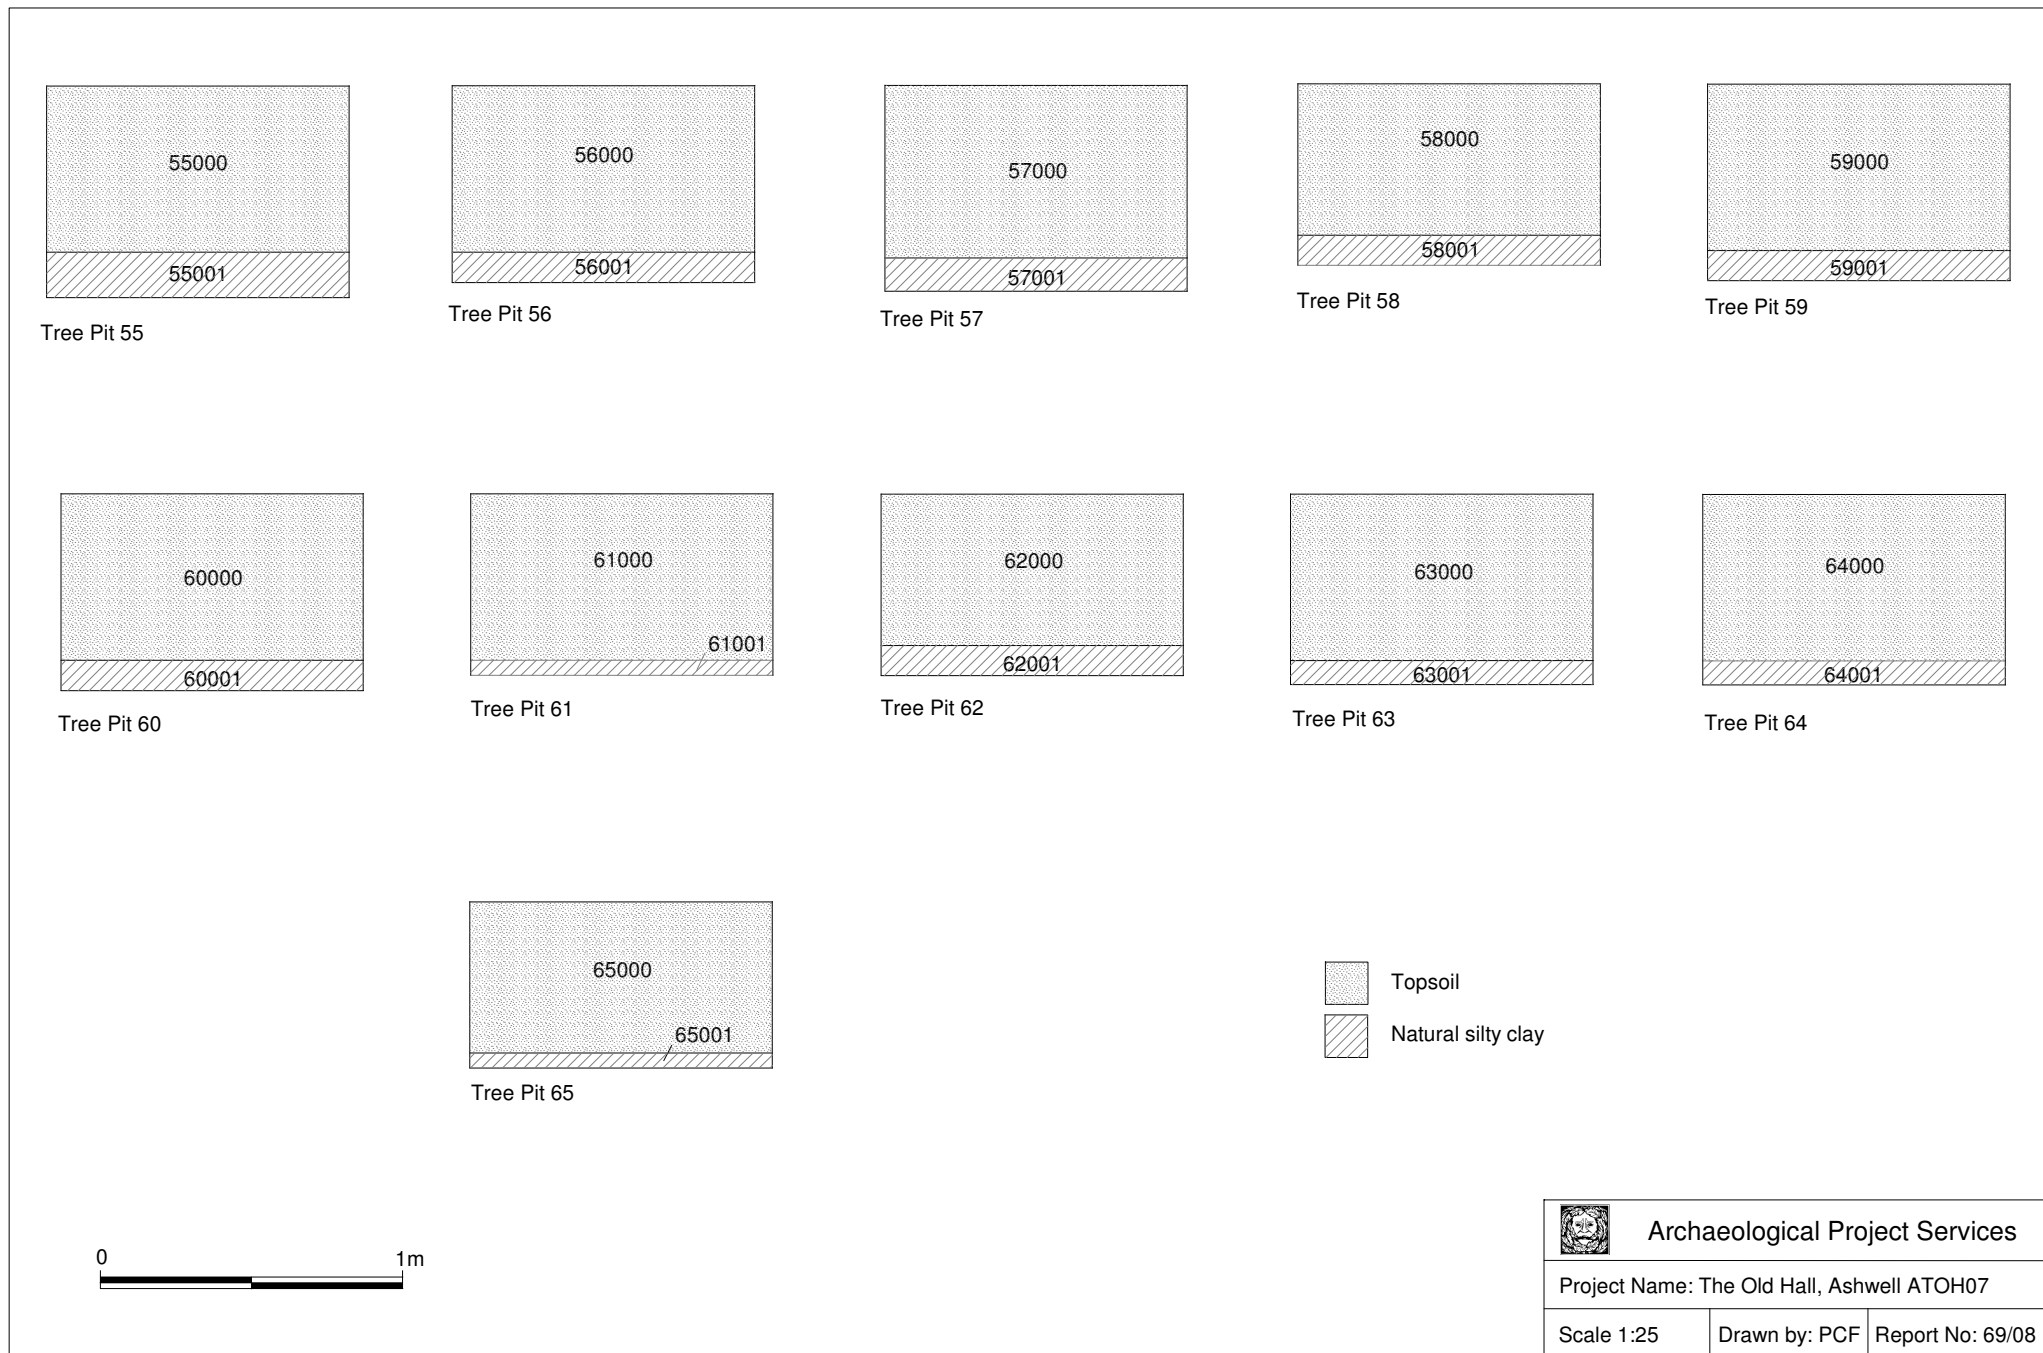 55000
55001
Tree Pit 55
56000
56001
Tree Pit 56
57000
57001
Tree Pit 57
58000
58001
Tree Pit 58
59000
59001
Tree Pit 59
60000
60001
Tree Pit 60
61000
61001
Tree Pit 61
62000
62001
Tree Pit 62
63000
63001
Tree Pit 63
64000
64001
Tree Pit 64
65000
65001
Tree Pit 65
Topsoil
Natural silty clay
0 1m
Archaeological Project Services
Project Name: The Old Hall, Ashwell ATOH07
Scale 1:25 Drawn by: PCF Report No: 69/08